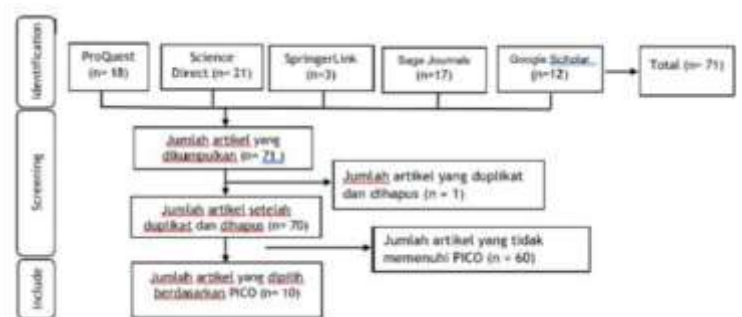 Identification
ProQuest
(n= 18)
Science
Direct (n= 21)
SpringerLink
(n=3)
Sage Journals
(n=17)
Google Scholar
(n=12)
Total (n= 71)
Screening
Jumlah artikel yang
dikumpulkan (n= 71 )
Jumlah artikel yang duplikat
dan dihapus (n = 1)
Jumlah artikel setelah
duplikat dan dihapus (n= 70)
Jumlah artikel yang tidak
memenuhi PICO (n = 60)
Include
Jumlah artikel yang dipilih
berdasarkan PICO (n= 10)